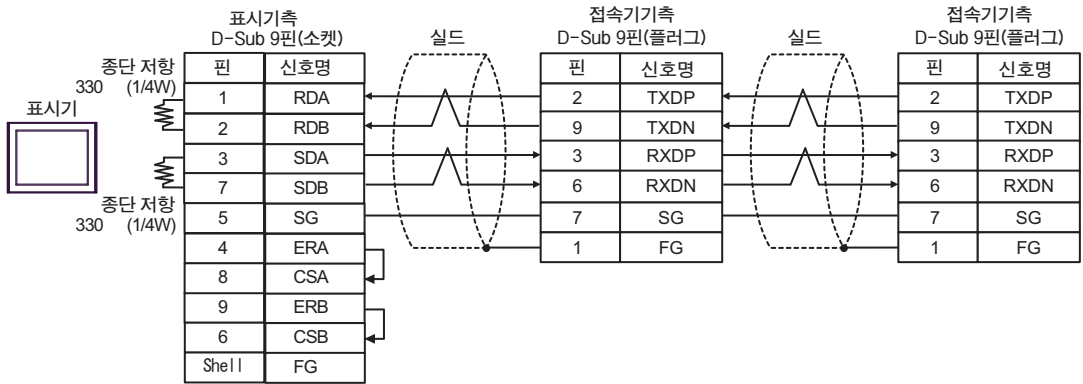 표시기측
D-Sub 9핀(소켓)
실드
접속기기측
D-Sub 9핀(플러그)
실드
접속기기측
D-Sub 9핀(플러그)
종단 저항
330 (1/4W)
표시기
종단 저항
330 (1/4W)
핀 신호명
1 RDA
2 RDB
3 SDA
7 SDB
5 SG
4 ERA
8 CSA
9 ERB
6 CSB
Shell FG
핀 신호명
2 TXDP
9 TXDN
3 RXDP
6 RXDN
7 SG
1 FG
핀 신호명
2 TXDP
9 TXDN
3 RXDP
6 RXDN
7 SG
1 FG